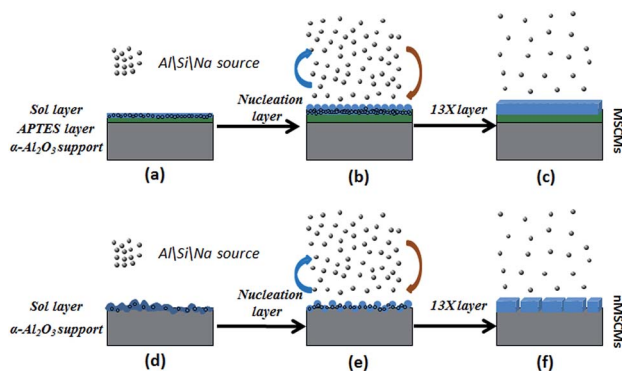 Al\Si\Na source
Sol layer
APTES layer
α-Al2O3 support
Nucleation
layer
13X layer
MSCMs
(a)
(b)
(c)
Al\Si\Na source
Sol layer
α-Al2O3 support
Nucleation
layer
13X layer
nMSCMs
(d)
(e)
(f)